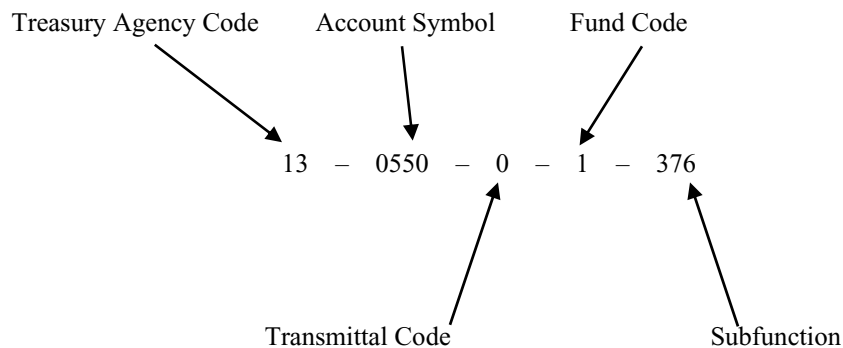 Treasury Agency Code Account Symbol Fund Code
13 – 0550 – 0 – 1 – 376
Transmittal Code Subfunction